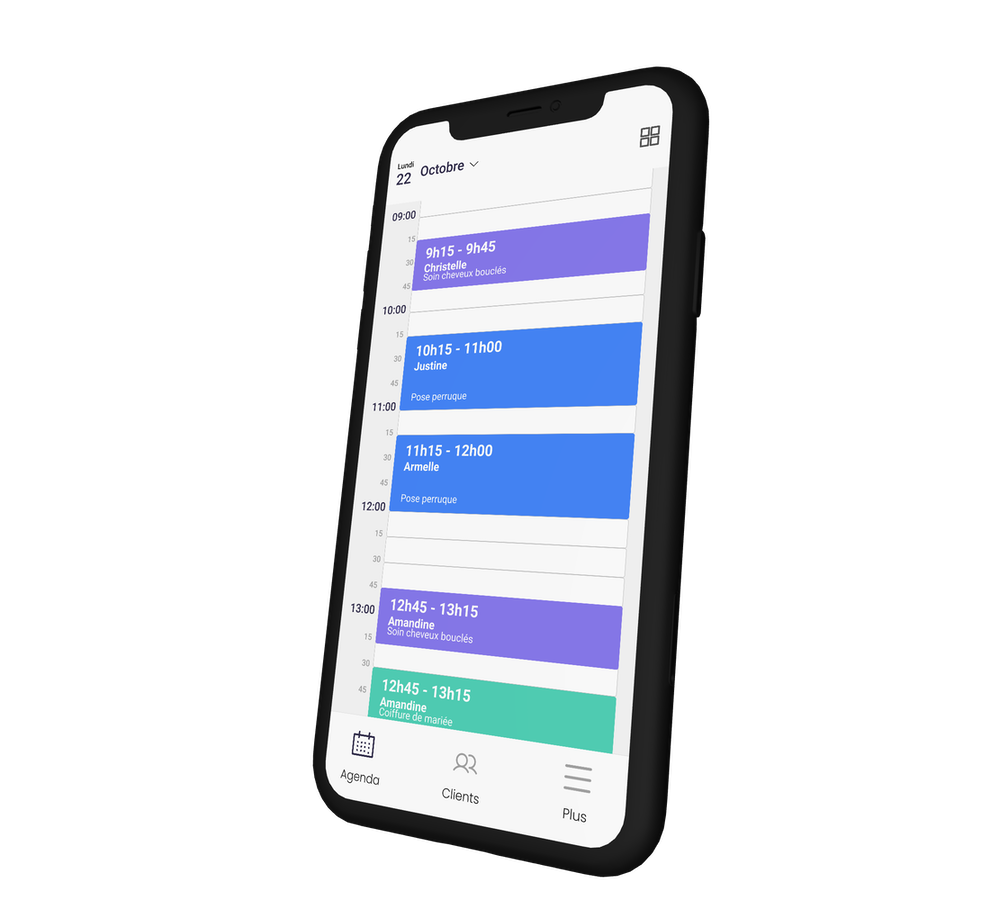 Lundi
22 Octobre
09:00
15
9h15 - 9h45
Christelle
30
Soin cheveux bouclés
45
10:00
15
10h15 - 11h00
30
Justine
45
Pose perruque
11:00
15
11h15 - 12h00
30
Armelle
45
Pose perruque
12:00
15
30
45
12h45 - 13h15
13:00
Amandine
Soin cheveux bouclés
15
30
12h45 - 13h15
45
Amandine
Coiffure de mariée
Agenda
Clients
Plus